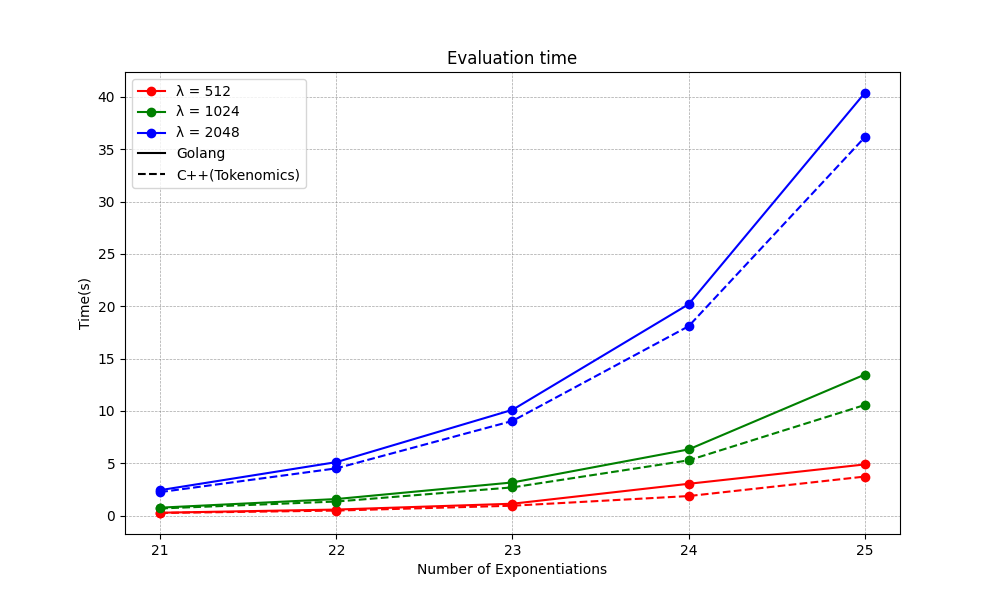 Evaluation time
λ = 512
λ = 1024
λ = 2048
Golang
C++(Tokenomics)
Time(s)
40
35
30
25
20
15
10
5
0
21 22 23 24 25
Number of Exponentiations